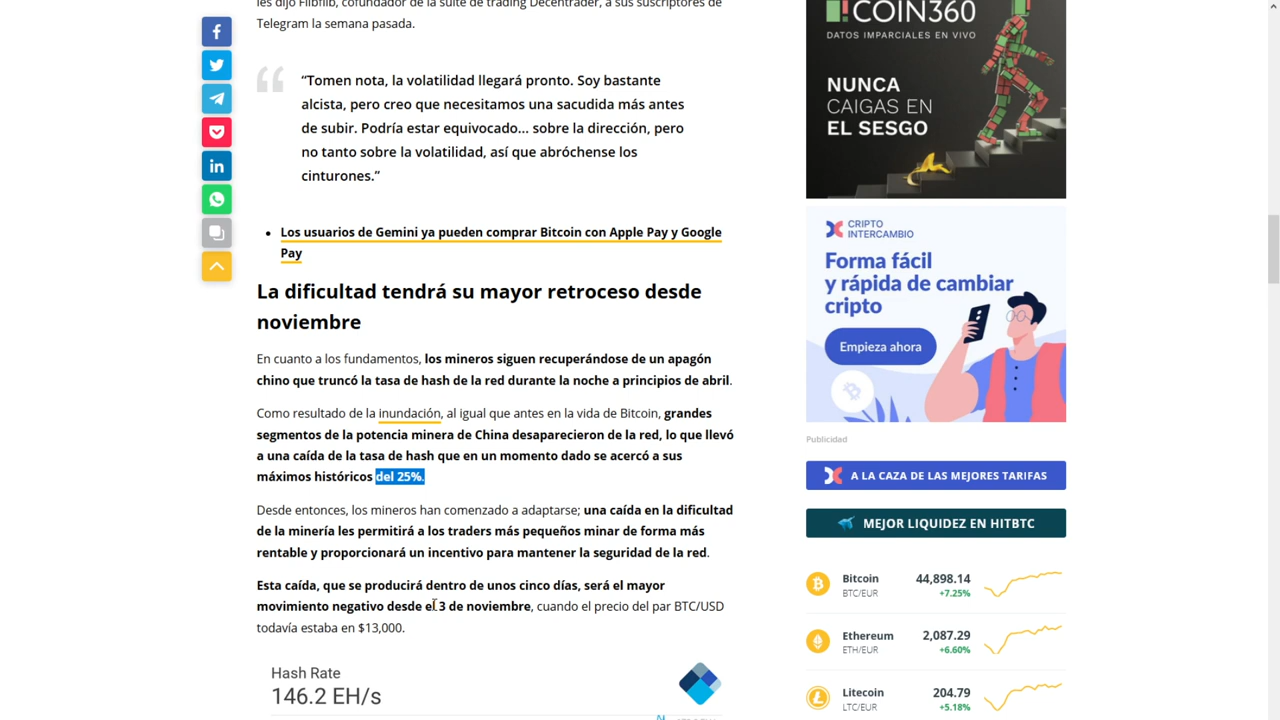 les dijo Filbfilb, cofundador de la suite de trading Decentrader, a sus suscriptores de
Telegram la semana pasada.
“Tomen nota, la volatilidad llegará pronto. Soy bastante
alcista, pero creo que necesitamos una sacudida más antes
de subir. Podría estar equivocado... sobre la dirección, pero
no tanto sobre la volatilidad, así que abróchense los
cinturones.”
Los usuarios de Gemini ya pueden comprar Bitcoin con Apple Pay y Google
Pay
La dificultad tendrá su mayor retroceso desde
noviembre
En cuanto a los fundamentos, los mineros siguen recuperándose de un apagón
chino que truncó la tasa de hash de la red durante la noche a principios de abril.
Como resultado de la inundación, al igual que antes en la vida de Bitcoin, grandes
segmentos de la potencia minera de China desaparecieron de la red, lo que llevó
a una caída de la tasa de hash que en un momento dado se acercó a sus
máximos históricos del 25%.
Desde entonces, los mineros han comenzado a adaptarse; una caída en la dificultad
de la minería les permitirá a los traders más pequeños minar de forma más
rentable y proporcionará un incentivo para mantener la seguridad de la red.
Esta caída, que se producirá dentro de unos cinco días, será el mayor
movimiento negativo desde el 3 de noviembre, cuando el precio del par BTC/USD
todavía estaba en $13,000.
Hash Rate
146.2 EH/s
COIN360
DATOS IMPARCIALES EN VIVO
NUNCA
CAIGAS EN
EL SESGO
CRIPTO
INTERCAMBIO
Forma fácil
y rápida de cambiar
cripto
Empieza ahora
Publicidad
A LA CAZA DE LAS MEJORES TARIFAS
MEJOR LIQUIDEZ EN HITBTC
Bitcoin 44,898.14
BTC/EUR +7.25%
Ethereum 2,087.29
ETH/EUR +6.60%
Litecoin 204.79
LTC/EUR +5.18%